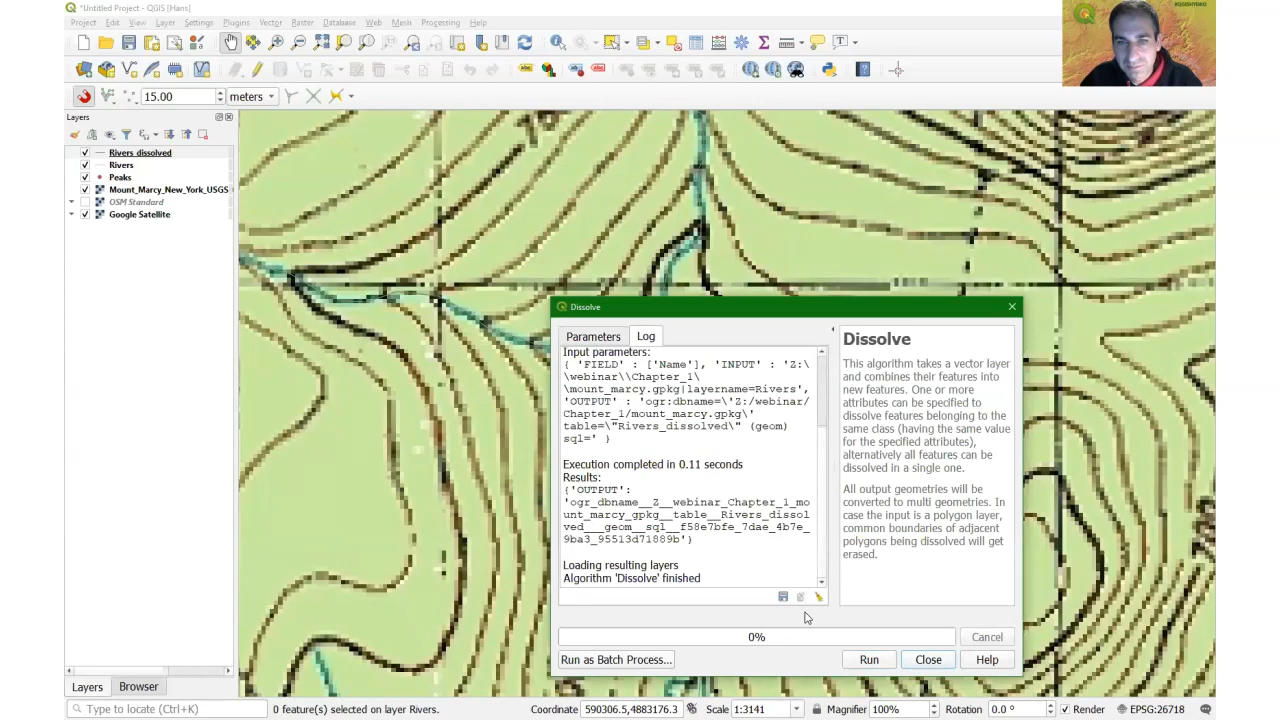 *Untitled Project - QGIS [Hans]
Project Edit View Layer Settings Plugins Vector Raster Database Web Mesh Processing Help
15.00 meters
Layers
Rivers dissolved
Rivers
Peaks
Mount_Marcy_New_York_USGS
OSM Standard
Google Satellite
Dissolve
Parameters Log
Input parameters:
{ 'FIELD' : ['Name'], 'INPUT' : 'Z:\
\webinar\\Chapter_1\
\mount_marcy.gpkg|layername=Rivers',
'OUTPUT' : 'ogr:dbname=\'Z:/webinar/
Chapter_1/mount_marcy.gpkg\'
table=\"Rivers_dissolved\" (geom)
sql=' }
Execution completed in 0.11 seconds
Results:
{'OUTPUT':
'ogr_dbname__Z__webinar_Chapter_1_mo
unt_marcy_gpkg__table__Rivers_dissol
ved___geom__sql__f58e7bfe_7dae_4b7e_
9ba3_95513d71889b'}
Loading resulting layers
Algorithm 'Dissolve' finished
Dissolve
This algorithm takes a vector layer
and combines their features into
new features. One or more
attributes can be specified to
dissolve features belonging to the
same class (having the same value
for the specified attributes),
alternatively all features can be
dissolved in a single one.
All output geometries will be
converted to multi geometries. In
case the input is a polygon layer,
common boundaries of adjacent
polygons being dissolved will get
erased.
0% Cancel
Run as Batch Process... Run Close Help
Layers Browser
Type to locate (Ctrl+K) 0 feature(s) selected on layer Rivers. Coordinate 590306.5,4883176.3 Scale 1:3141 Magnifier 100% Rotation 0.0 ° Render EPSG:26718